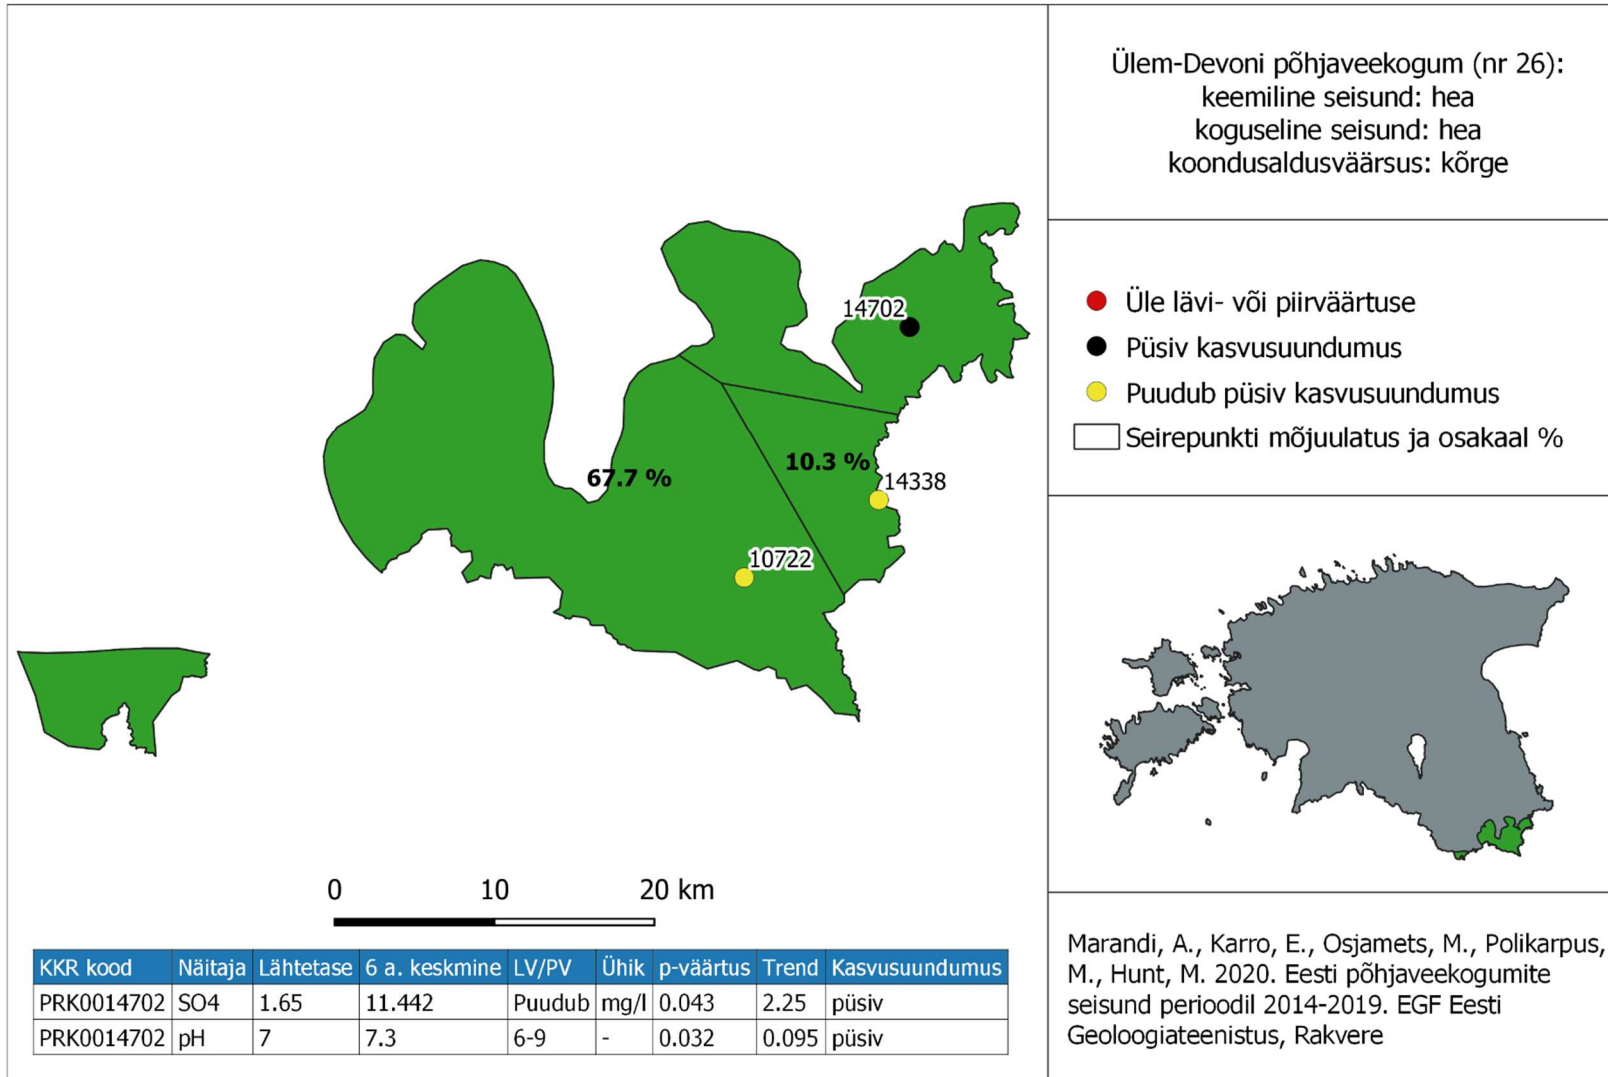 Ülem-Devoni põhjaveekogum (nr 26):
keemiline seisund: hea
koguseline seisund: hea
koondusaldusväärsus: kõrge
Üle lävi- või piirväärtuse
Püsiv kasvusuundumus
Puudub püsiv kasvusuundumus
Seirepunkti mõjuulatus ja osakaal %
14702
10.3 %
67.7 %
14338
10722
0 10 20 km
KKR kood Näitaja Lähtetase 6 a. keskmine LV/PV Ühik p-väärtus Trend Kasvusuundumus
PRK0014702 SO4 1.65 11.442 Puudub mg/l 0.043 2.25 püsiv
PRK0014702 pH 7 7.3 6-9 - 0.032 0.095 püsiv
Marandi, A., Karro, E., Osjamets, M., Polikarpus,
M., Hunt, M. 2020. Eesti põhjaveekogumite
seisund perioodil 2014-2019. EGF Eesti
Geoloogiateenistus, Rakvere